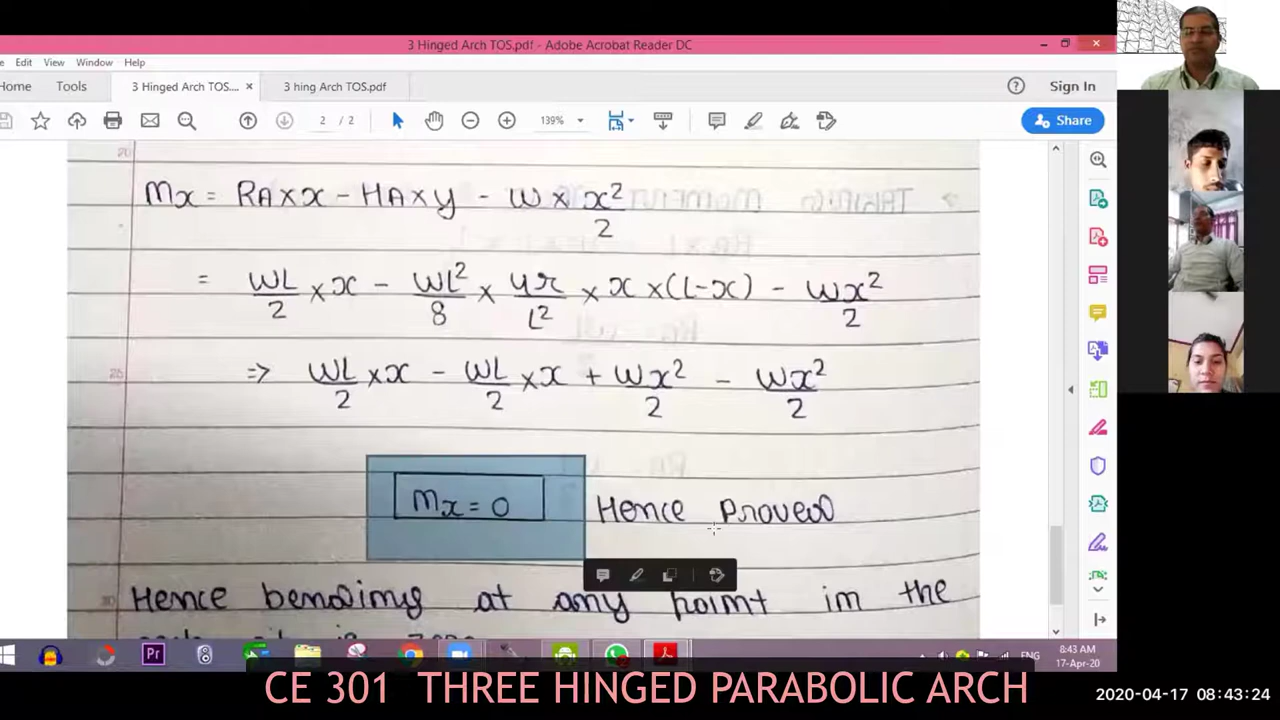 3 Hinged Arch TOS.pdf - Adobe Acrobat Reader DC
Edit View Window Help
Home Tools 3 Hinged Arch TOS.... × 3 hing Arch TOS.pdf Sign In
2 / 2 139% Share
20
Mx = RA×x - HA×y - w × x²/2
= wL/2 ×x - wL²/8 × 4r/L² × x ×(L-x) - wx²/2
25
⇒ wL/2 ×x - wL/2 ×x + wx²/2 - wx²/2
Mx = 0 Hence Proved
30
Hence bending at any point in the
Pr
ENG
8:43 AM
17-Apr-20
CE 301 THREE HINGED PARABOLIC ARCH
2020-04-17 08:43:24